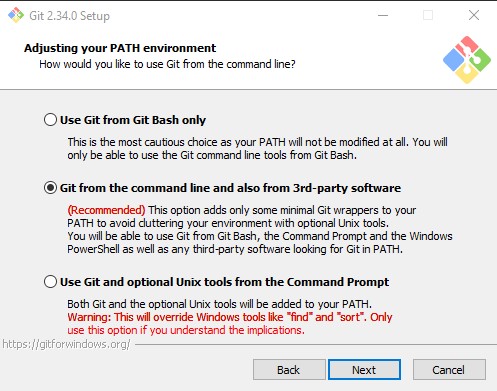 Git 2.34.0 Setup
Adjusting your PATH environment
How would you like to use Git from the command line?
Use Git from Git Bash only
This is the most cautious choice as your PATH will not be modified at all. You will
only be able to use the Git command line tools from Git Bash.
Git from the command line and also from 3rd-party software
(Recommended) This option adds only some minimal Git wrappers to your
PATH to avoid cluttering your environment with optional Unix tools.
You will be able to use Git from Git Bash, the Command Prompt and the Windows
PowerShell as well as any third-party software looking for Git in PATH.
Use Git and optional Unix tools from the Command Prompt
Both Git and the optional Unix tools will be added to your PATH.
Warning: This will override Windows tools like "find" and "sort". Only
use this option if you understand the implications.
https://gitforwindows.org/
Back Next Cancel